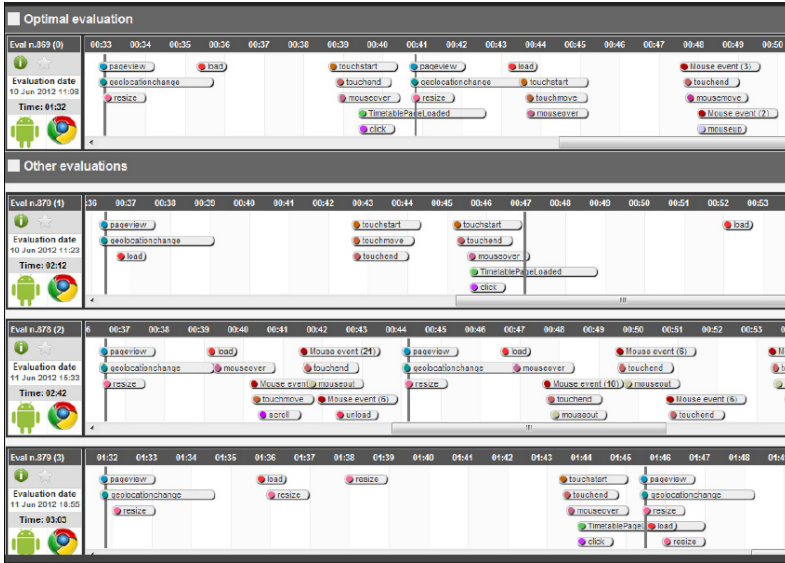 Optimal evaluation
Eval n.869 (0) 00:33 00:34 00:35 00:36 00:37 00:38 00:39 00:40 00:41 00:42 00:43 00:44 00:45 00:46 00:47 00:48 00:49 00:50
pageview load) touchstart pageview load) Mouse event (3)
Evaluation date geolocationchange touchend geolocationchange touchstart touchend
10 Jun 2012 11:08 resize mouseover resize touchmove mousemove
Time: 01:32 TimetablePageLoaded mouseover Mouse event (2)
click mouseup
Other evaluations
Eval n.870 (1) :36 00:37 00:38 00:39 00:40 00:41 00:42 00:43 00:44 00:45 00:46 00:47 00:48 00:49 00:50 00:51 00:52 00:53
pageview touchstart touchstart load)
Evaluation date geolocationchange touchmove touchend
10 Jun 2012 11:23 load) touchend mouseover
Time: 02:12 TimetablePageLoaded
click
Eval n.878 (2) 6 00:37 00:38 00:39 00:40 00:41 00:42 00:43 00:44 00:45 00:46 00:47 00:48 00:49 00:50 00:51 00:52 00:53 0
pageview load) Mouse event (21) pageview load) Mouse event (6) M
Evaluation date geolocationchange mouseover touchend geolocationchange mouseover touchend t
11 Jun 2012 15:33 resize Mouse event mouseout resize Mouse event (10) mouseout
Time: 02:42 touchmove Mouse event (6) touchend Mouse event (6)
scroll unload) mouseout touchend
Eval n.879 (3) 01:32 01:33 01:34 01:35 01:36 01:37 01:38 01:39 01:40 01:41 01:42 01:43 01:44 01:45 01:46 01:47 01:48 01:4
pageview load) resize touchstart pageview
Evaluation date geolocationchange resize touchend geolocationchange
11 Jun 2012 18:55 resize mouseover resize
Time: 03:03 TimetablePageL load)
click resize